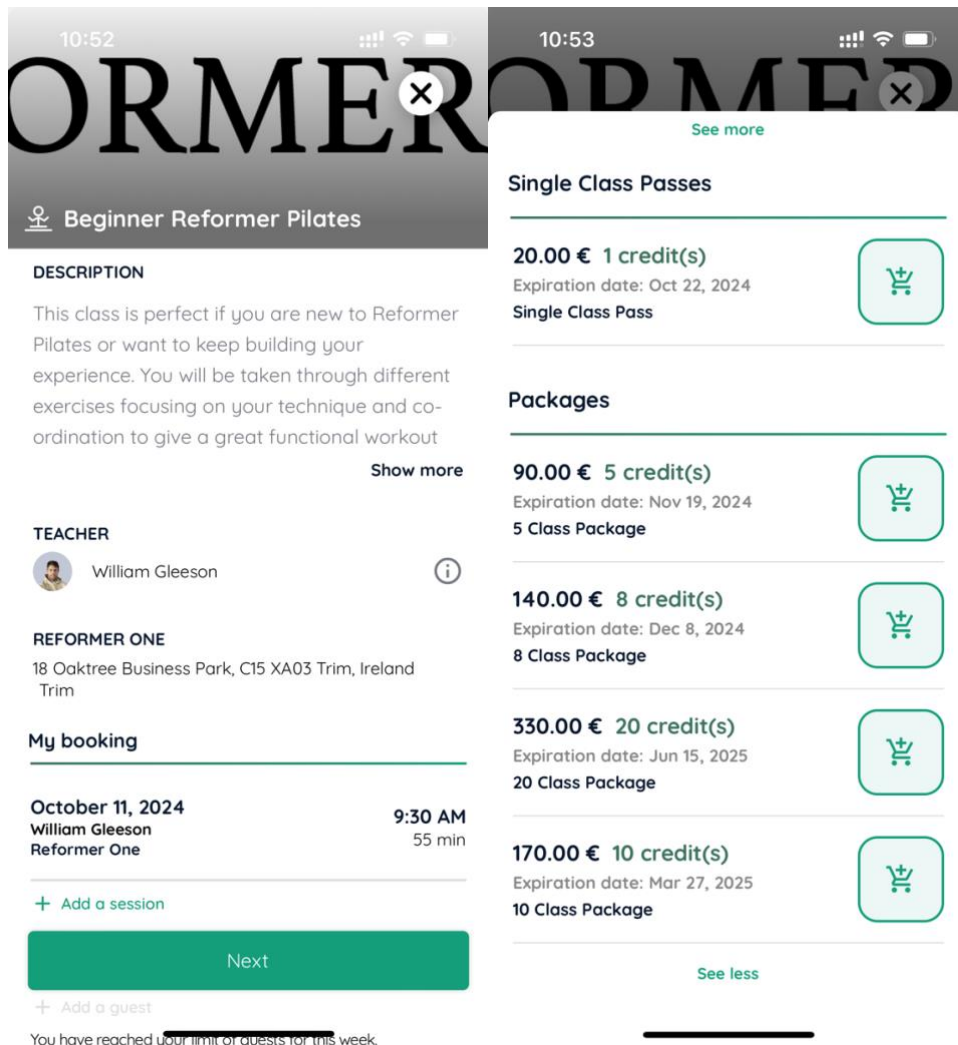 10:52
ORMER
Beginner Reformer Pilates
DESCRIPTION
This class is perfect if you are new to Reformer
Pilates or want to keep building your
experience. You will be taken through different
exercises focusing on your technique and co-
ordination to give a great functional workout
Show more
TEACHER
William Gleeson
REFORMER ONE
18 Oaktree Business Park, C15 XA03 Trim, Ireland
Trim
My booking
October 11, 2024
9:30 AM
William Gleeson
55 min
Reformer One
+ Add a session
Next
+ Add a guest
You have reached your limit of guests for this week.
10:53
ORMER
See more
Single Class Passes
20.00 € 1 credit(s)
Expiration date: Oct 22, 2024
Single Class Pass
Packages
90.00 € 5 credit(s)
Expiration date: Nov 19, 2024
5 Class Package
140.00 € 8 credit(s)
Expiration date: Dec 8, 2024
8 Class Package
330.00 € 20 credit(s)
Expiration date: Jun 15, 2025
20 Class Package
170.00 € 10 credit(s)
Expiration date: Mar 27, 2025
10 Class Package
See less